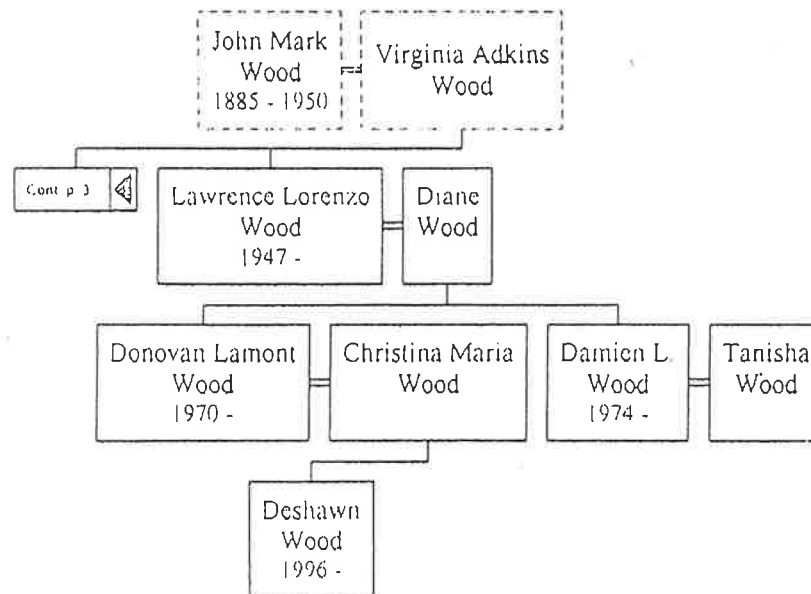 John Mark
Wood
1885 - 1950
Virginia Adkins
Wood
Cont. p. 3
Lawrence Lorenzo
Wood
1947 -
Diane
Wood
Donovan Lamont
Wood
1970 -
Christina Maria
Wood
Damien L.
Wood
1974 -
Tanisha
Wood
Deshawn
Wood
1996 -